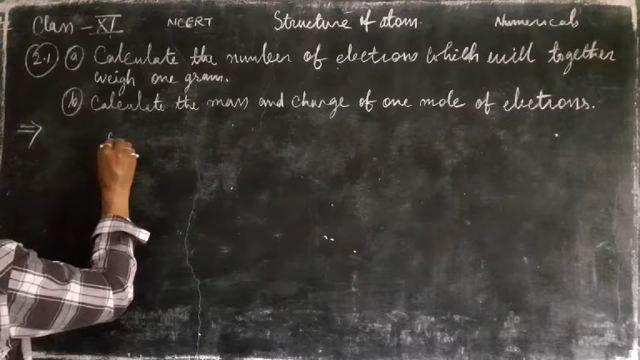 Class - XI NCERT Structure of atom. Numericals
2.1 a Calculate the number of electrons which will together
weigh one gram.
b Calculate the mass and charge of one mole of electrons.
⇒